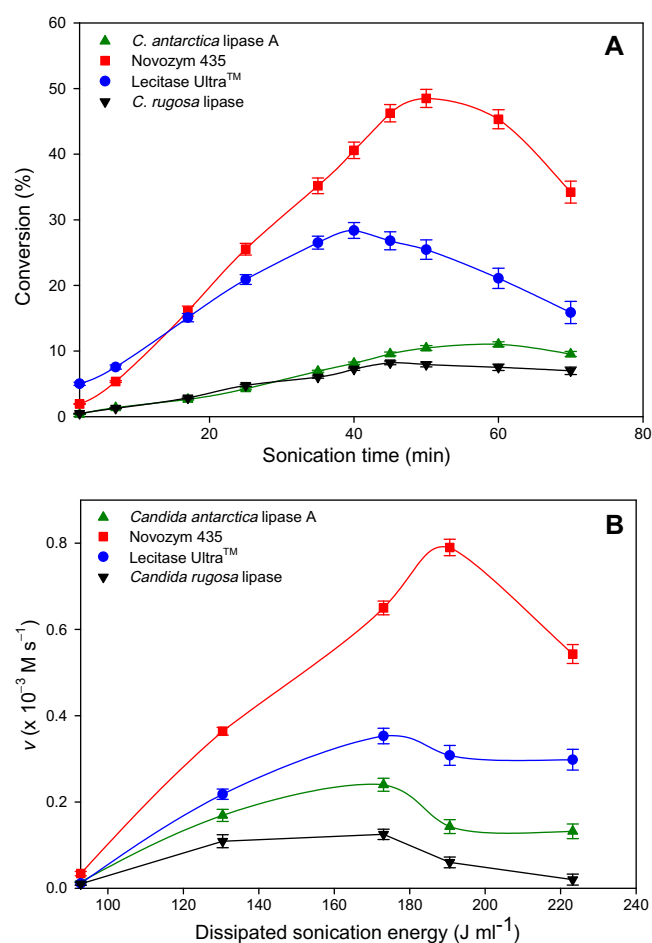 60
50
40
30
20
10
0
Conversion (%)
C. antarctica lipase A
Novozym 435
Lecitase Ultra™
C. rugosa lipase
A
20 40 60 80
Sonication time (min)
0.8
0.6
0.4
0.2
0.0
v (x 10⁻³ M s⁻¹)
Candida antarctica lipase A
Novozym 435
Lecitase Ultra™
Candida rugosa lipase
B
100 120 140 160 180 200 220 240
Dissipated sonication energy (J ml⁻¹)